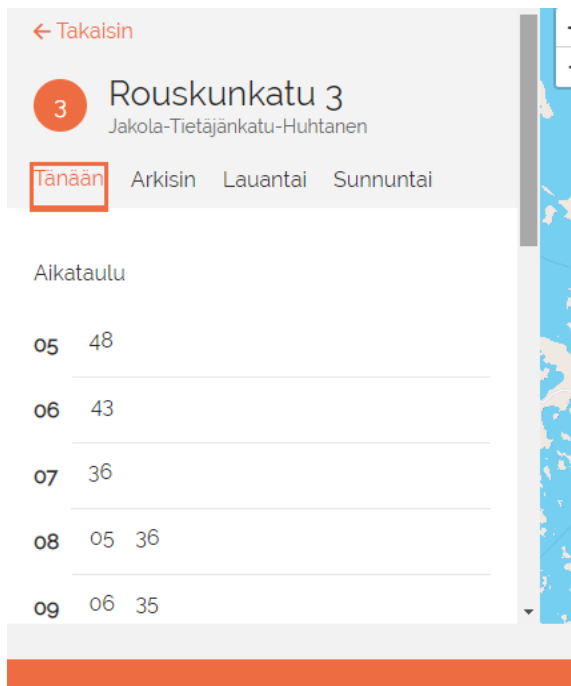 ← Takaisin
3
Rouskunkatu 3
Jakola-Tietäjänkatu-Huhtanen
Tänään Arkisin Lauantai Sunnuntai
Aikataulu
05 48
06 43
07 36
08 05 36
09 06 35